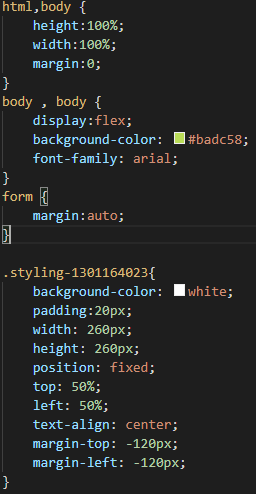 html,body {
height:100%;
width:100%;
margin:0;
}
body , body {
display:flex;
background-color: #badc58;
font-family: arial;
}
form {
margin:auto;
}
.styling-1301164023{
background-color: white;
padding:20px;
width: 260px;
height: 260px;
position: fixed;
top: 50%;
left: 50%;
text-align: center;
margin-top: -120px;
margin-left: -120px;
}